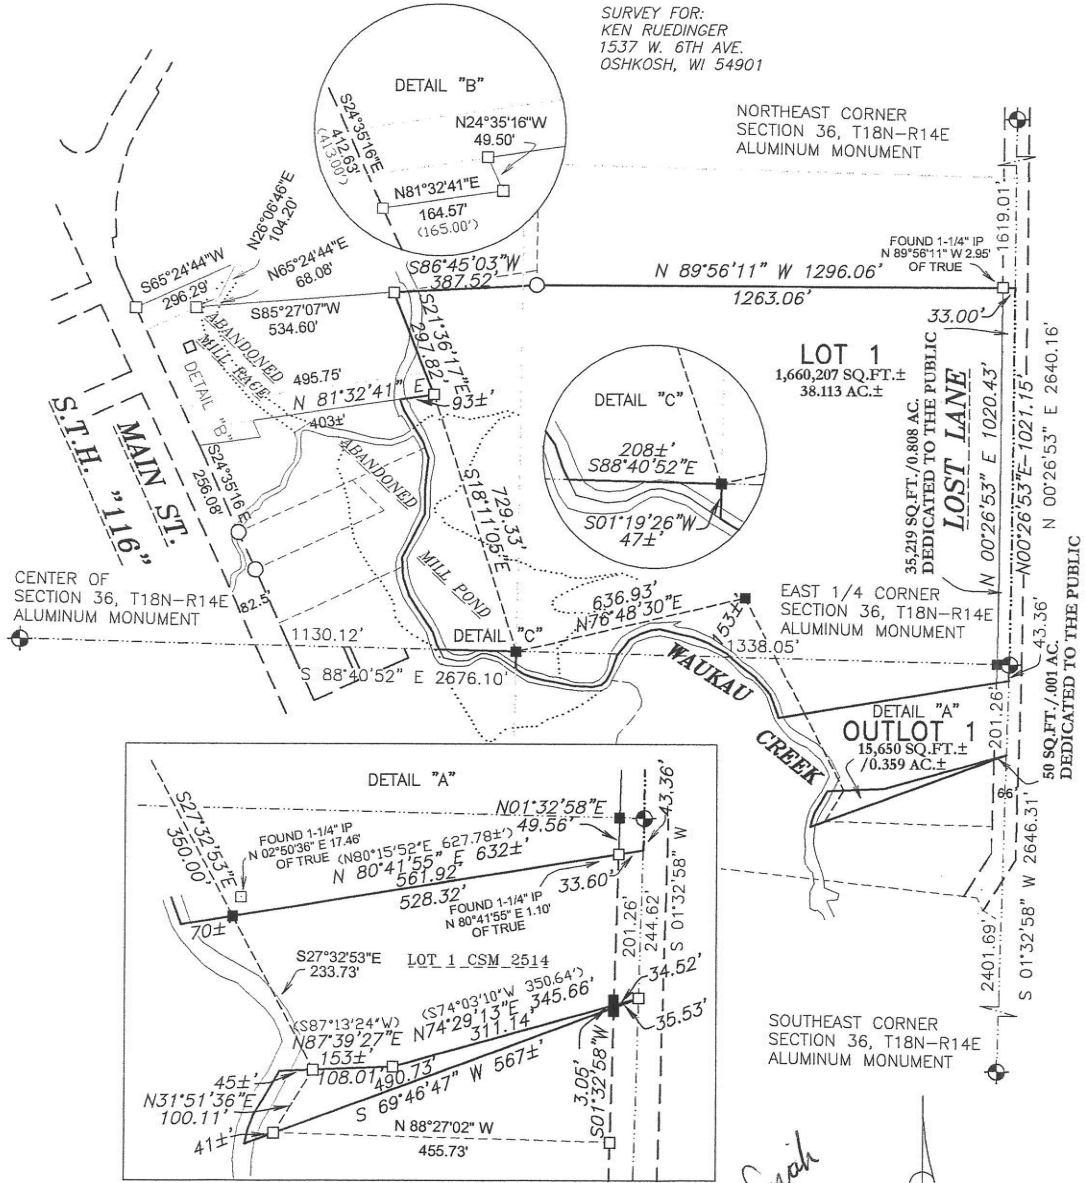 SURVEY FOR:
KEN RUEDINGER
1537 W. 6TH AVE.
OSHKOSH, WI 54901
DETAIL "B"
S24°35'16"E
412.63'
(413.00')
N24°35'16"W
49.50'
N81°32'41"E
164.57'
(165.00')
NORTHEAST CORNER
SECTION 36, T18N-R14E
ALUMINUM MONUMENT
1619.01'
FOUND 1-1/4" IP
N 89°56'11" W 2.95'
OF TRUE
N26°06'46"E
104.20'
S65°24'44"W
296.29'
N65°24'44"E
68.08'
S85°27'07"W
534.60'
S86°45'03"W
387.52'
N 89°56'11" W 1296.06'
1263.06'
33.00'
S21°36'17"E
297.82'
ABANDONED
MILL RACE
DETAIL "B"
495.75'
N 81°32'41" E
93±'
403±'
LOT 1
1,660,207 SQ.FT.±
38.113 AC.±
35,219 SQ.FT./0.808 AC.
DEDICATED TO THE PUBLIC
LOST LANE
N 00°26'53" E 1020.43'
N00°26'53"E 1021.15'
N 00°26'53" E 2640.16'
DETAIL "C"
208±'
S88°40'52"E
S01°19'26"W
47±'
S.T.H. "116"
MAIN ST.
S24°35'16"E
256.08'
82.5'
ABANDONED
MILL POND
729.33'
S18°11'05"E
CENTER OF
SECTION 36, T18N-R14E
ALUMINUM MONUMENT
1130.12'
S 88°40'52" E 2676.10'
DETAIL "C"
636.93'
N76°48'30"E
153±'
1338.05'
EAST 1/4 CORNER
SECTION 36, T18N-R14E
ALUMINUM MONUMENT
43.36'
WAUKAU
CREEK
DETAIL "A"
OUTLOT 1
15,650 SQ.FT.±
/0.359 AC.±
201.26'
66'
50 SQ.FT./.001 AC.
DEDICATED TO THE PUBLIC
2401.69'
S 01°32'58" W 2646.31'
SOUTHEAST CORNER
SECTION 36, T18N-R14E
ALUMINUM MONUMENT
DETAIL "A"
S27°32'53"E
350.00'
FOUND 1-1/4" IP
N 02°50'36" E 17.46'
OF TRUE
N01°32'58"E
49.56'
43.36'
(N80°15'52"E 627.78±')
N 80°41'55" E 632±'
561.92'
528.32'
33.60'
FOUND 1-1/4" IP
N 80°41'55" E 1.10'
OF TRUE
70±'
201.26'
244.62'
S 01°32'58" W
S27°32'53"E
233.73'
LOT 1 CSM 2514
(S74°03'10"W 350.64')
N74°29'13"E 345.66'
311.14'
34.52'
35.53'
(S87°13'24"W)
N87°39'27"E
153±'
108.01'
490.73'
S 69°46'47" W 567±'
45±'
N31°51'36"E
100.11'
41±'
3.05'
S01°32'58"W
N 88°27'02" W
455.73'